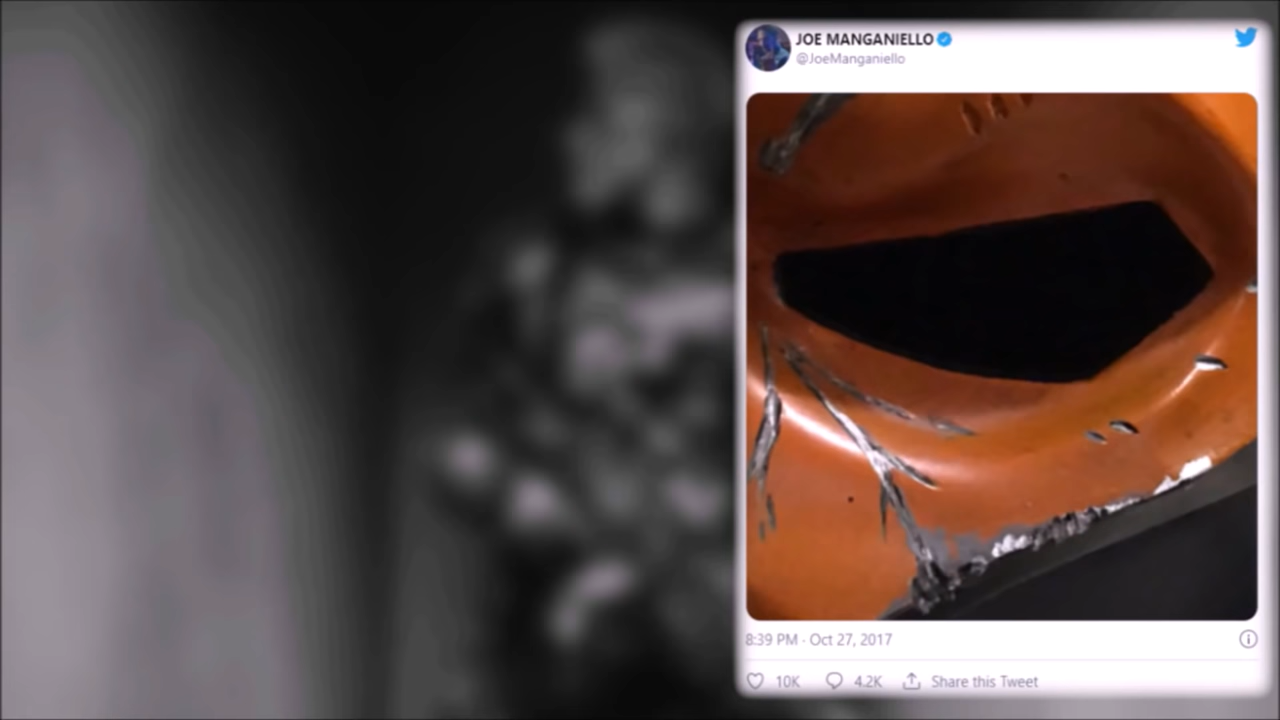 JOE MANGANIELLO
@JoeManganiello
8:39 PM · Oct 27, 2017
10K 4.2K Share this Tweet